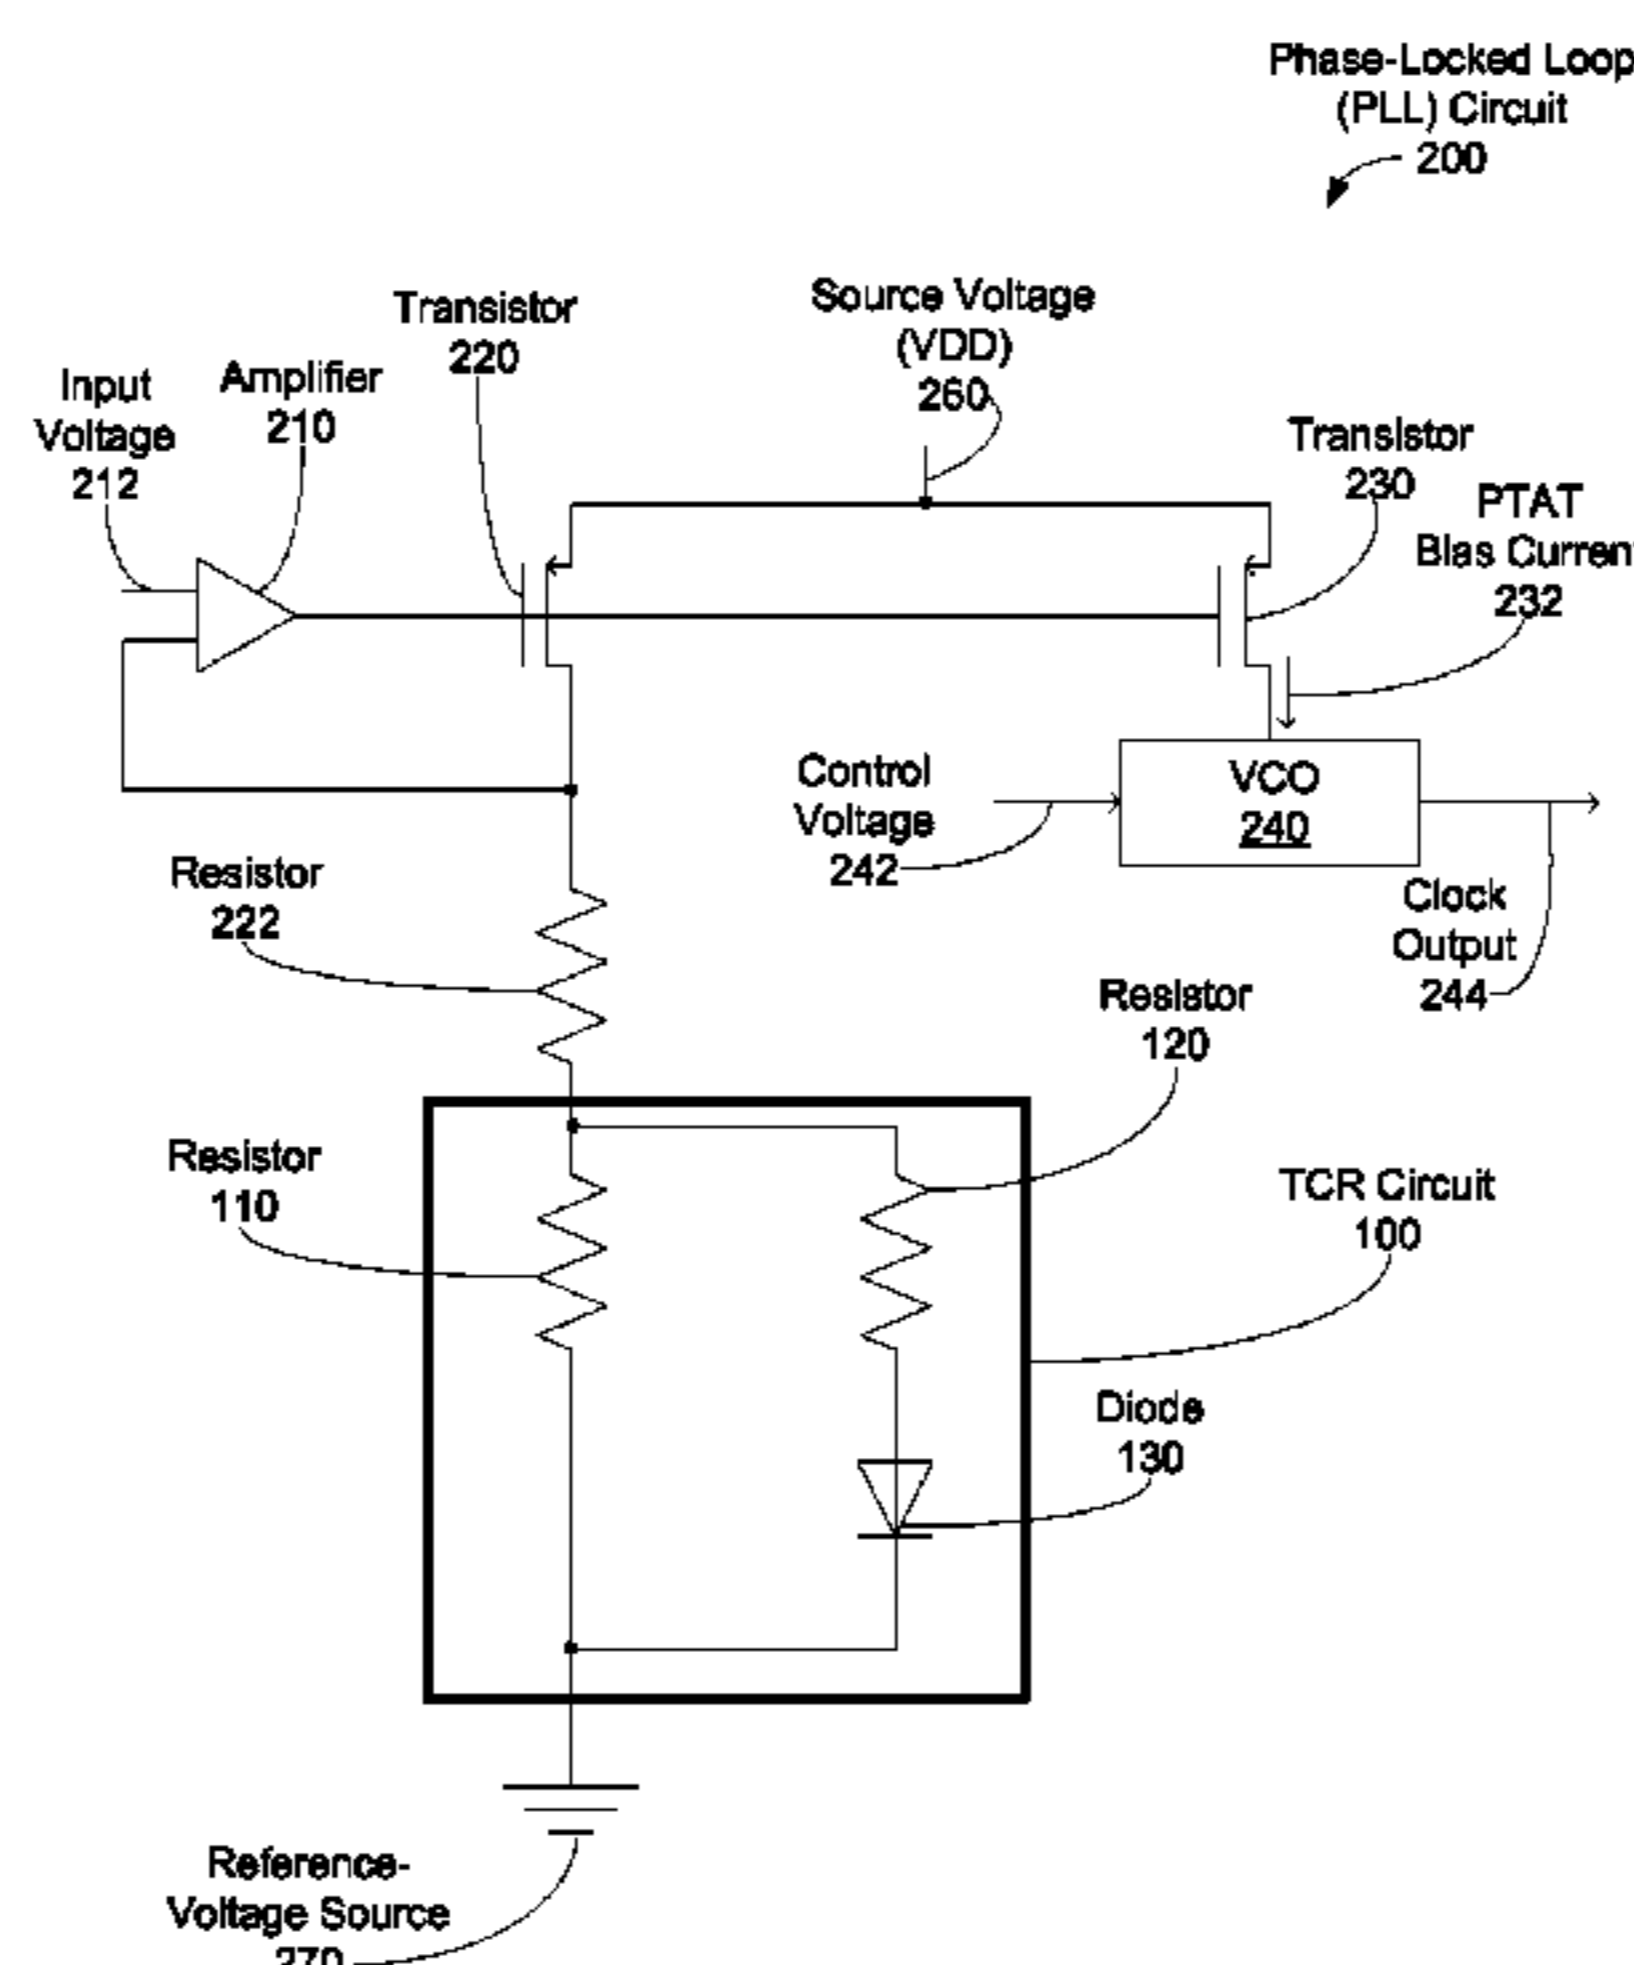 Phase-Locked Loop
(PLL) Circuit
200
Source Voltage
(VDD)
260
Transistor
220
Amplifier
210
Input
Voltage
212
Transistor
230
PTAT
Bias Current
232
Control
Voltage
242
VCO
240
Clock
Output
244
Resistor
222
Resistor
120
Resistor
110
TCR Circuit
100
Diode
130
Reference-
Voltage Source
270